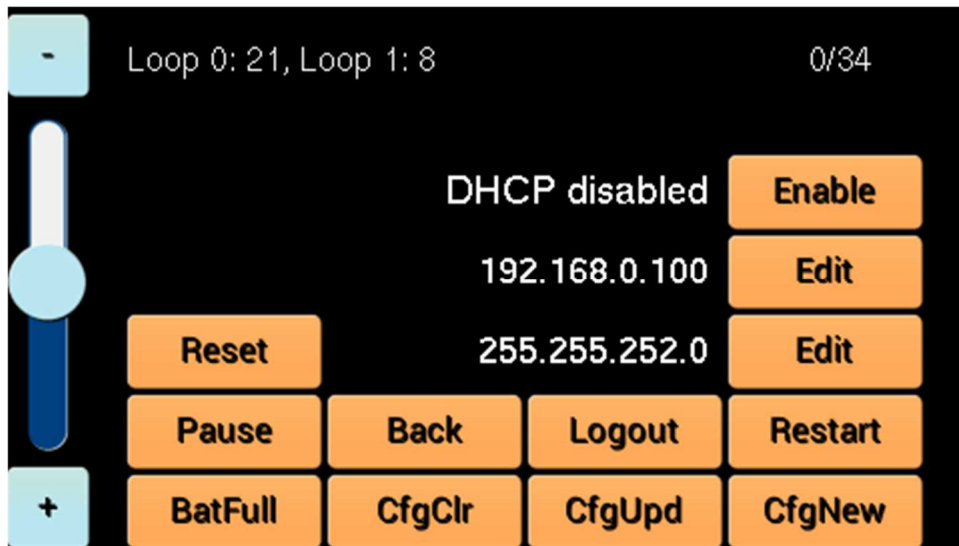 -
Loop 0: 21, Loop 1: 8 0/34
DHCP disabled Enable
192.168.0.100 Edit
Reset 255.255.252.0 Edit
Pause Back Logout Restart
+ BatFull CfgClr CfgUpd CfgNew